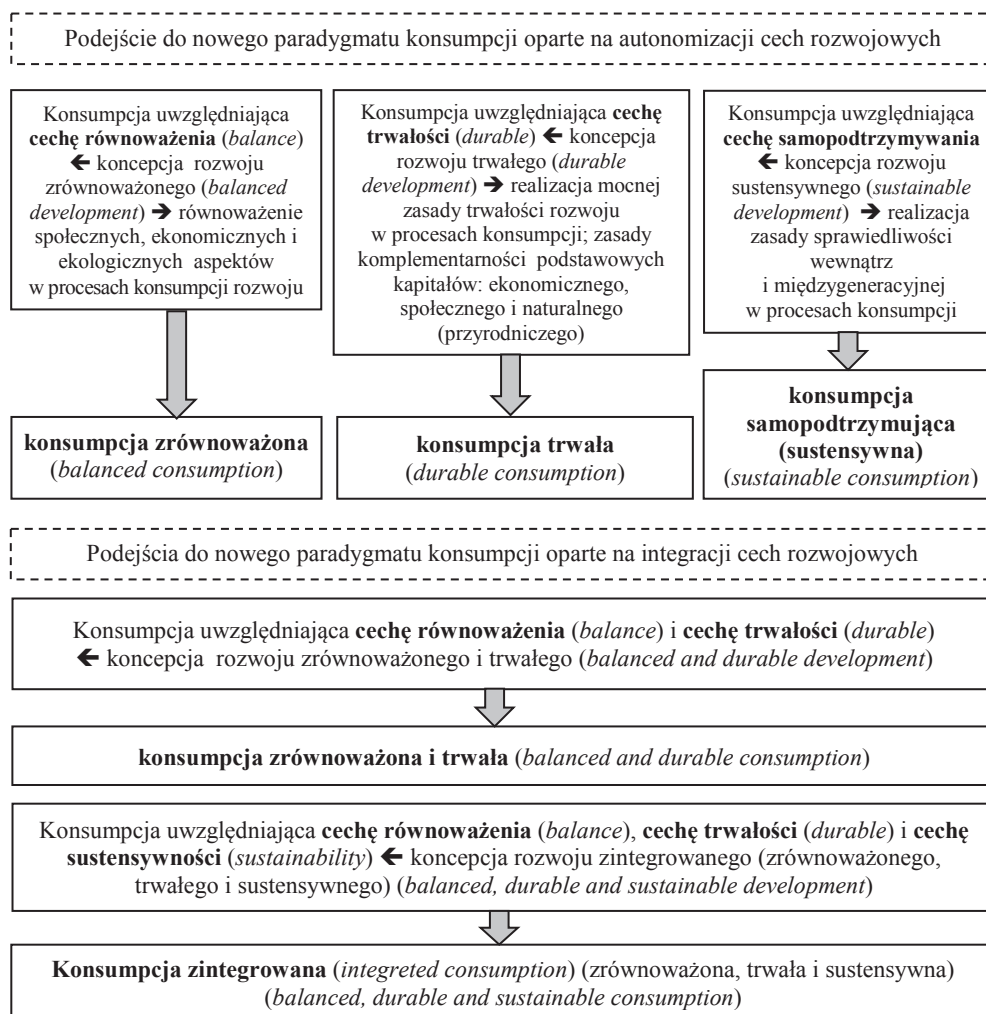 Podejście do nowego paradygmatu konsumpcji oparte na autonomizacji cech rozwojowych
Konsumpcja uwzględniająca
cechę równoważenia (balance)
🡸 koncepcja rozwoju
zrównoważonego (balanced
development) 🡺 równoważenie
społecznych, ekonomicznych i
ekologicznych aspektów
w procesach konsumpcji rozwoju
konsumpcja zrównoważona
(balanced consumption)
Konsumpcja uwzględniająca cechę
trwałości (durable) 🡸 koncepcja
rozwoju trwałego (durable
development) 🡺 realizacja mocnej
zasady trwałości rozwoju
w procesach konsumpcji; zasady
komplementarności podstawowych
kapitałów: ekonomicznego,
społecznego i naturalnego
(przyrodniczego)
konsumpcja trwała
(durable consumption)
Konsumpcja uwzględniająca
cechę samopodtrzymywania
🡸 koncepcja rozwoju
sustensywnego (sustainable
development) 🡺 realizacja
zasady sprawiedliwości
wewnątrz
i międzygeneracyjnej
w procesach konsumpcji
konsumpcja
samopodtrzymująca
(sustensywna)
(sustainable consumption)
Podejścia do nowego paradygmatu konsumpcji oparte na integracji cech rozwojowych
Konsumpcja uwzględniająca cechę równoważenia (balance) i cechę trwałości (durable)
🡸 koncepcja rozwoju zrównoważonego i trwałego (balanced and durable development)
konsumpcja zrównoważona i trwała (balanced and durable consumption)
Konsumpcja uwzględniająca cechę równoważenia (balance), cechę trwałości (durable) i cechę
sustensywności (sustainability) 🡸 koncepcja rozwoju zintegrowanego (zrównoważonego,
trwałego i sustensywnego) (balanced, durable and sustainable development)
Konsumpcja zintegrowana (integreted consumption) (zrównoważona, trwała i sustensywna)
(balanced, durable and sustainable consumption)